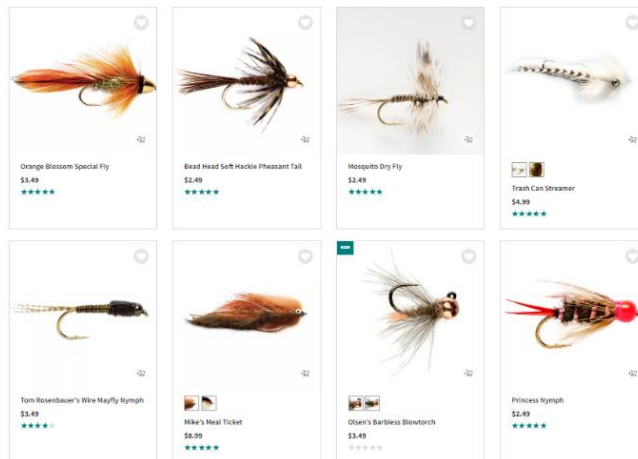 Orange Blossom Special Fly
$3.49
Bead Head Soft Hackle Pheasant Tail
$2.49
Mosquito Dry Fly
$2.49
Trash Can Streamer
$4.99
Tom Rosenbauer's Wire Mayfly Nymph
$3.49
Mike's Meal Ticket
$8.99
Olsen's Barbless Blowtorch
$3.49
Princess Nymph
$2.49